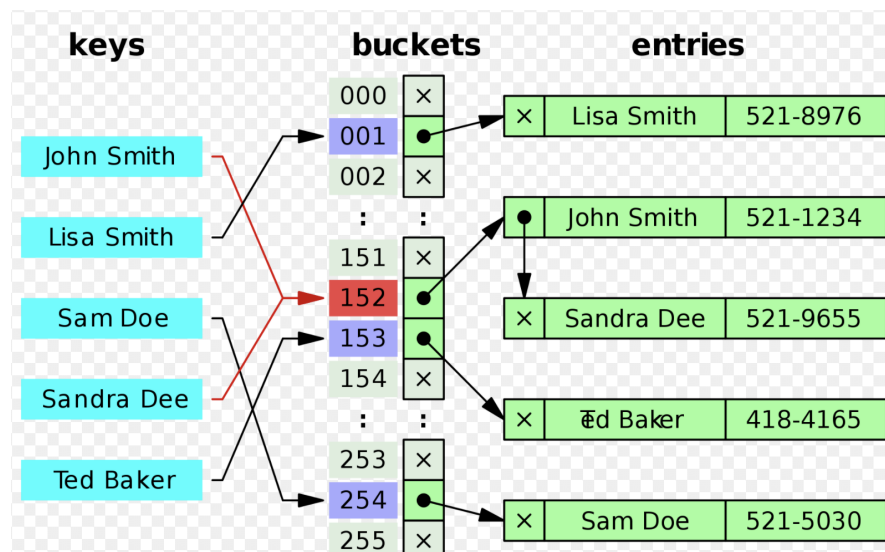 keys
buckets
entries
John Smith
Lisa Smith
Sam Doe
Sandra Dee
Ted Baker
000 ×
001
002 ×
: :
151 ×
152
153
154 ×
: :
253 ×
254
255 ×
× Lisa Smith 521-8976
John Smith 521-1234
× Sandra Dee 521-9655
× Ted Baker 418-4165
× Sam Doe 521-5030